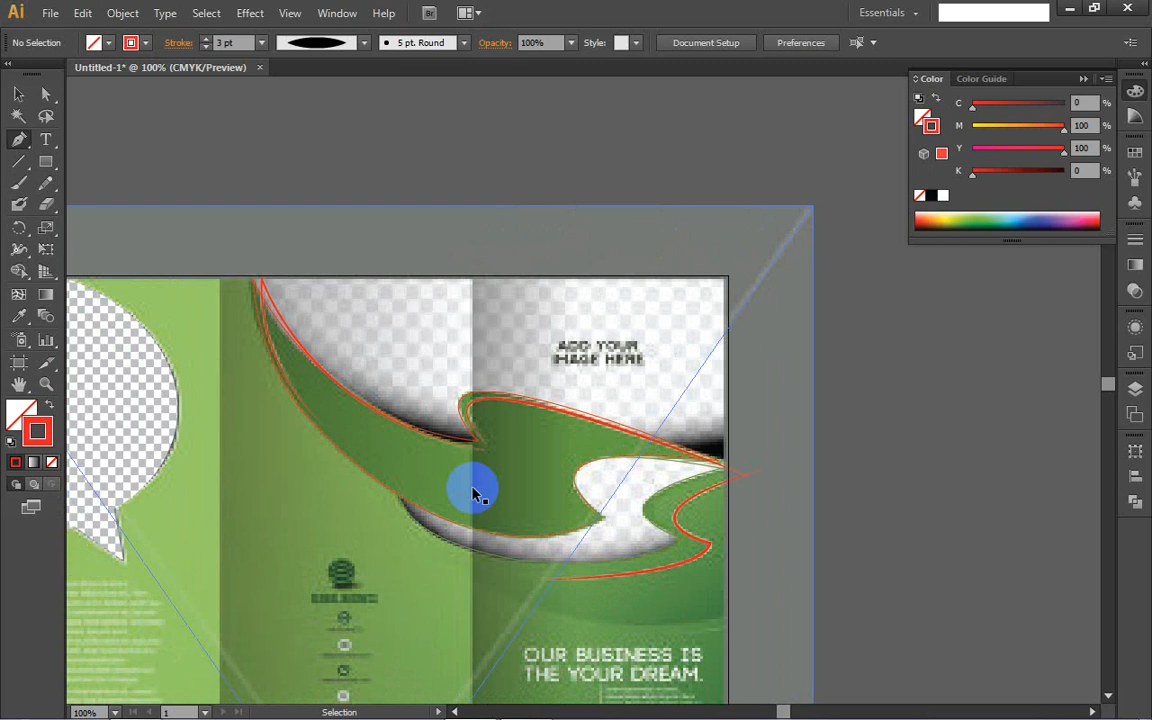 Ai File Edit Object Type Select Effect View Window Help Br Essentials
No Selection Stroke: 3 pt 5 pt. Round Opacity: 100% Style: Document Setup Preferences
Untitled-1* @ 100% (CMYK/Preview) ×
Color Color Guide
C 0 %
M 100 %
Y 100 %
K 0 %
ADD YOUR
IMAGE HERE
OUR BUSINESS IS
THE YOUR DREAM.
100% 1 Selection